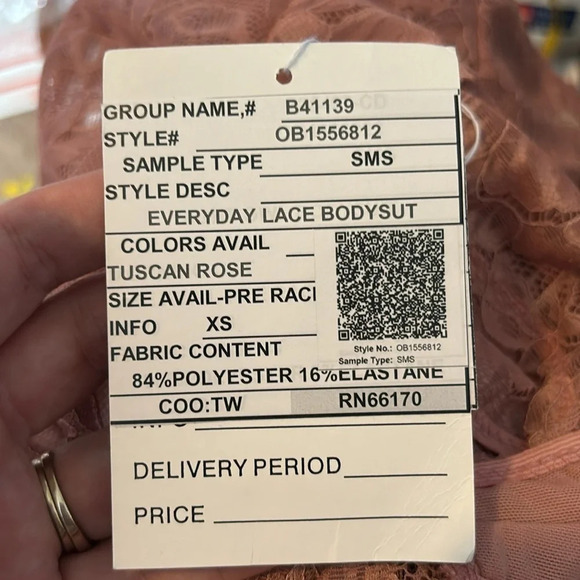 GROUP NAME,# B41139
STYLE# OB1556812
SAMPLE TYPE SMS
STYLE DESC
EVERYDAY LACE BODYSUT
COLORS AVAIL
TUSCAN ROSE
SIZE AVAIL-PRE RACI
INFO XS
FABRIC CONTENT
Style No.: OB1556812
Sample Type: SMS
84%POLYESTER 16%ELASTANE
COO:TW RN66170
DELIVERY PERIOD
PRICE